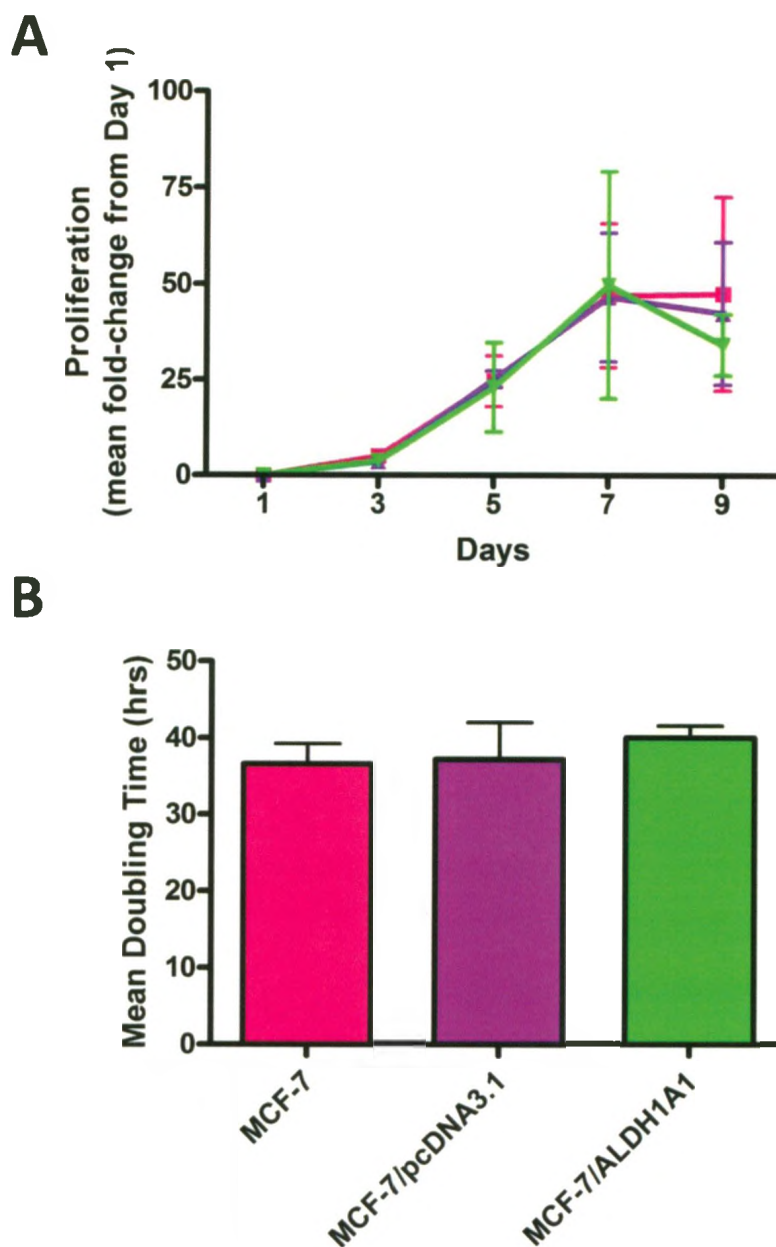 A
Proliferation
(mean fold-change from Day 1)
100
75
50
25
0
1 3 5 7 9
Days
B
Mean Doubling Time (hrs)
50
40
30
20
10
0
MCF-7
MCF-7/pcDNA3.1
MCF-7/ALDH1A1